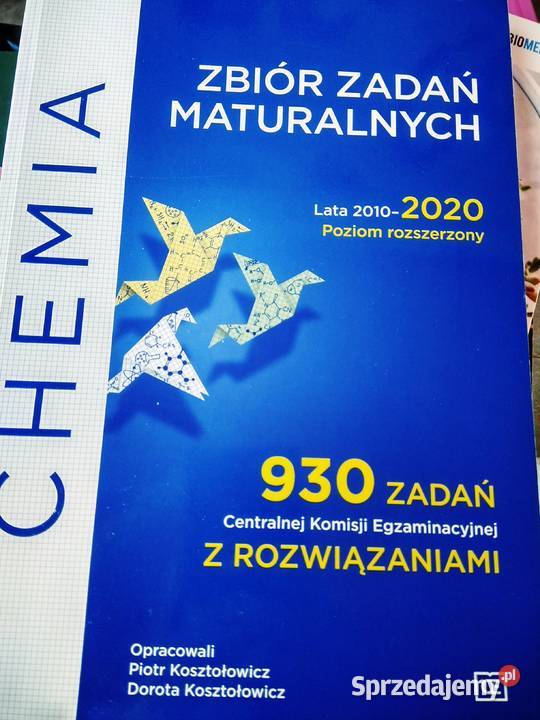 CHEMIA
ZBIÓR ZADAŃ
MATURALNYCH
Lata 2010–2020
Poziom rozszerzony
930 ZADAŃ
Centralnej Komisji Egzaminacyjnej
Z ROZWIĄZANIAMI
Opracowali
Piotr Kosztołowicz
Dorota Kosztołowicz
Sprzedajemy.pl